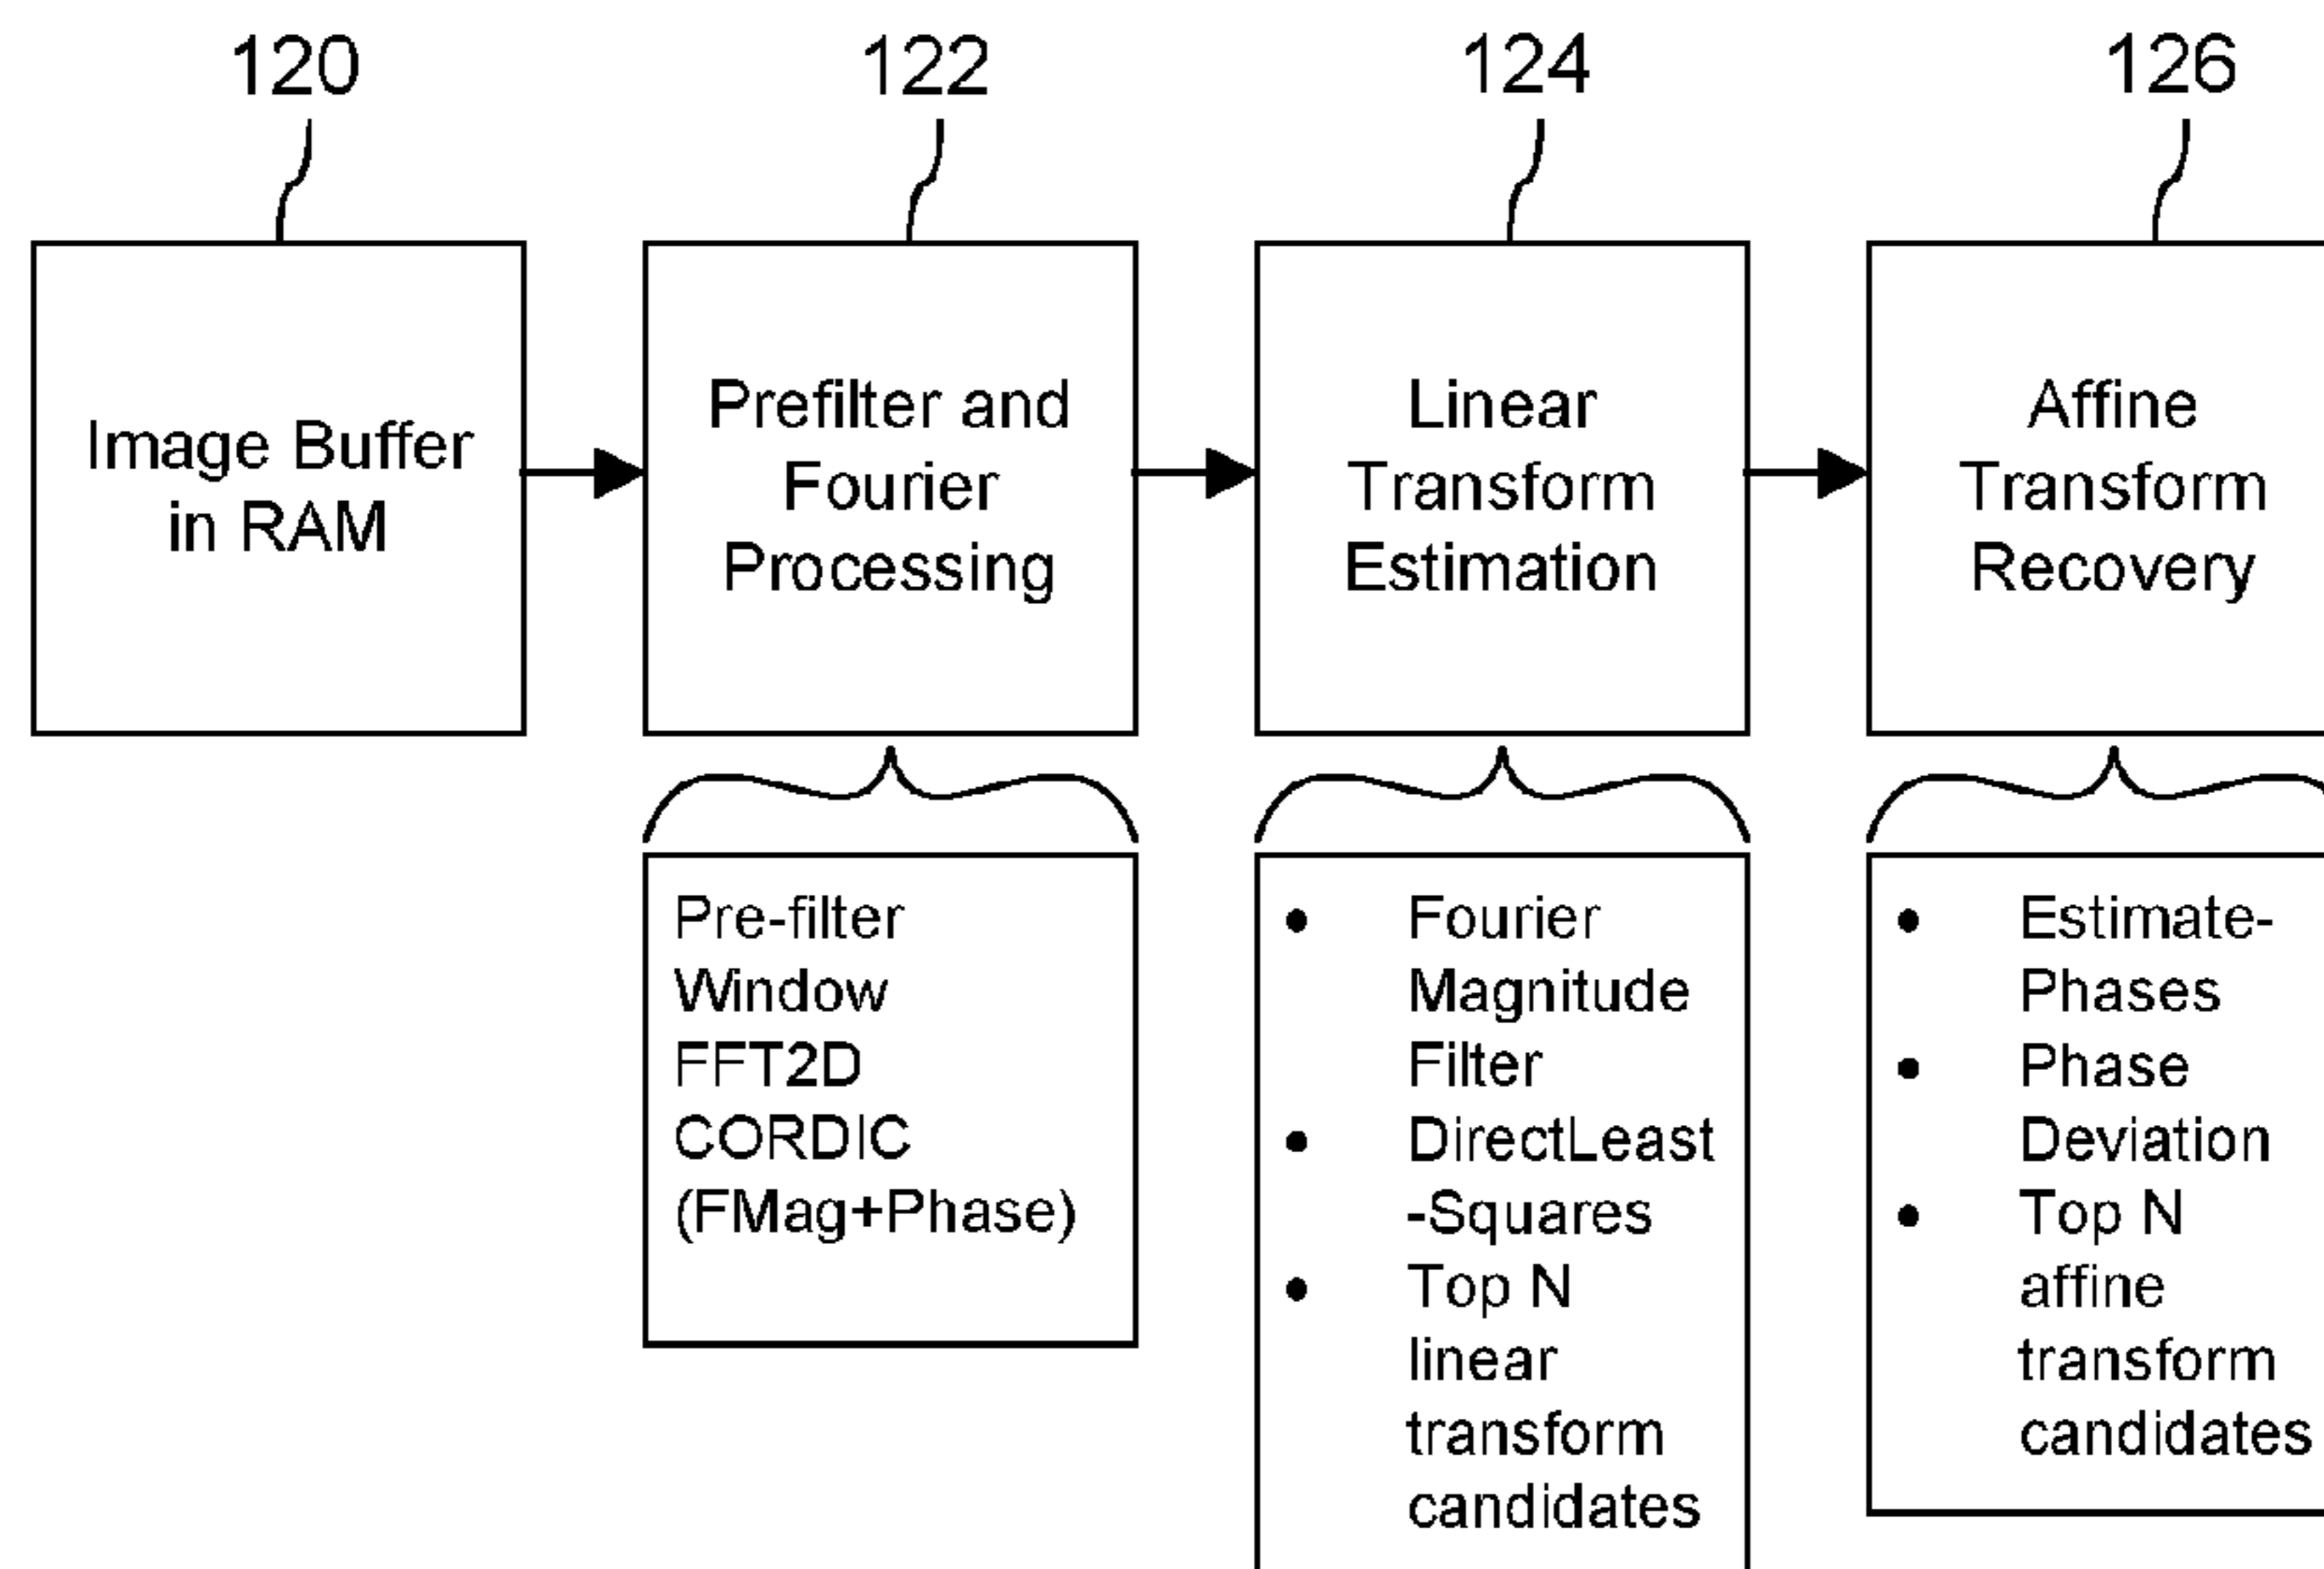 120
122
124
126
Image Buffer
in RAM
Prefilter and
Fourier
Processing
Linear
Transform
Estimation
Affine
Transform
Recovery
Pre-filter
Window
FFT2D
CORDIC
(FMag+Phase)
• Fourier
Magnitude
Filter
• DirectLeast
-Squares
• Top N
linear
transform
candidates
• Estimate-
Phases
• Phase
Deviation
• Top N
affine
transform
candidates